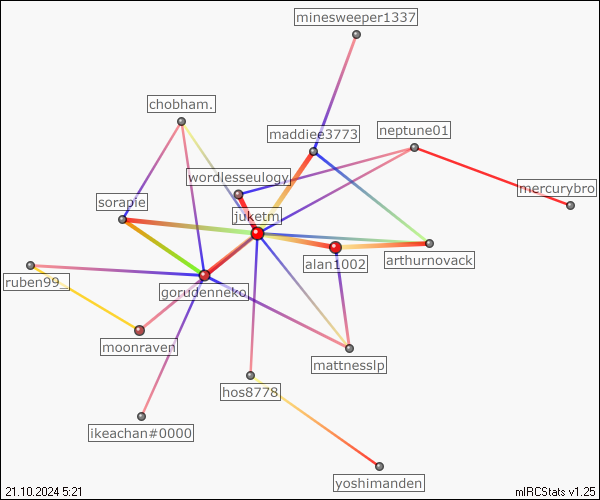 minesweeper1337
chobham.
maddiee3773
neptune01
wordlesseulogy
mercurybro
sorapie
juketm
alan1002
arthurnovack
ruben99_
gorudenneko
moonraven
mattnesslp
hos8778
ikeachan#0000
yoshimanden
21.10.2024 5:21
mIRCStats v1.25